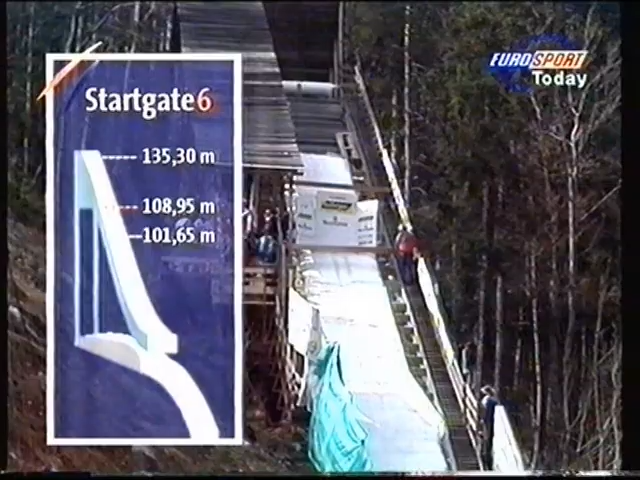 EUROSPORT
Today
Startgate 6
135,30 m
108,95 m
101,65 m